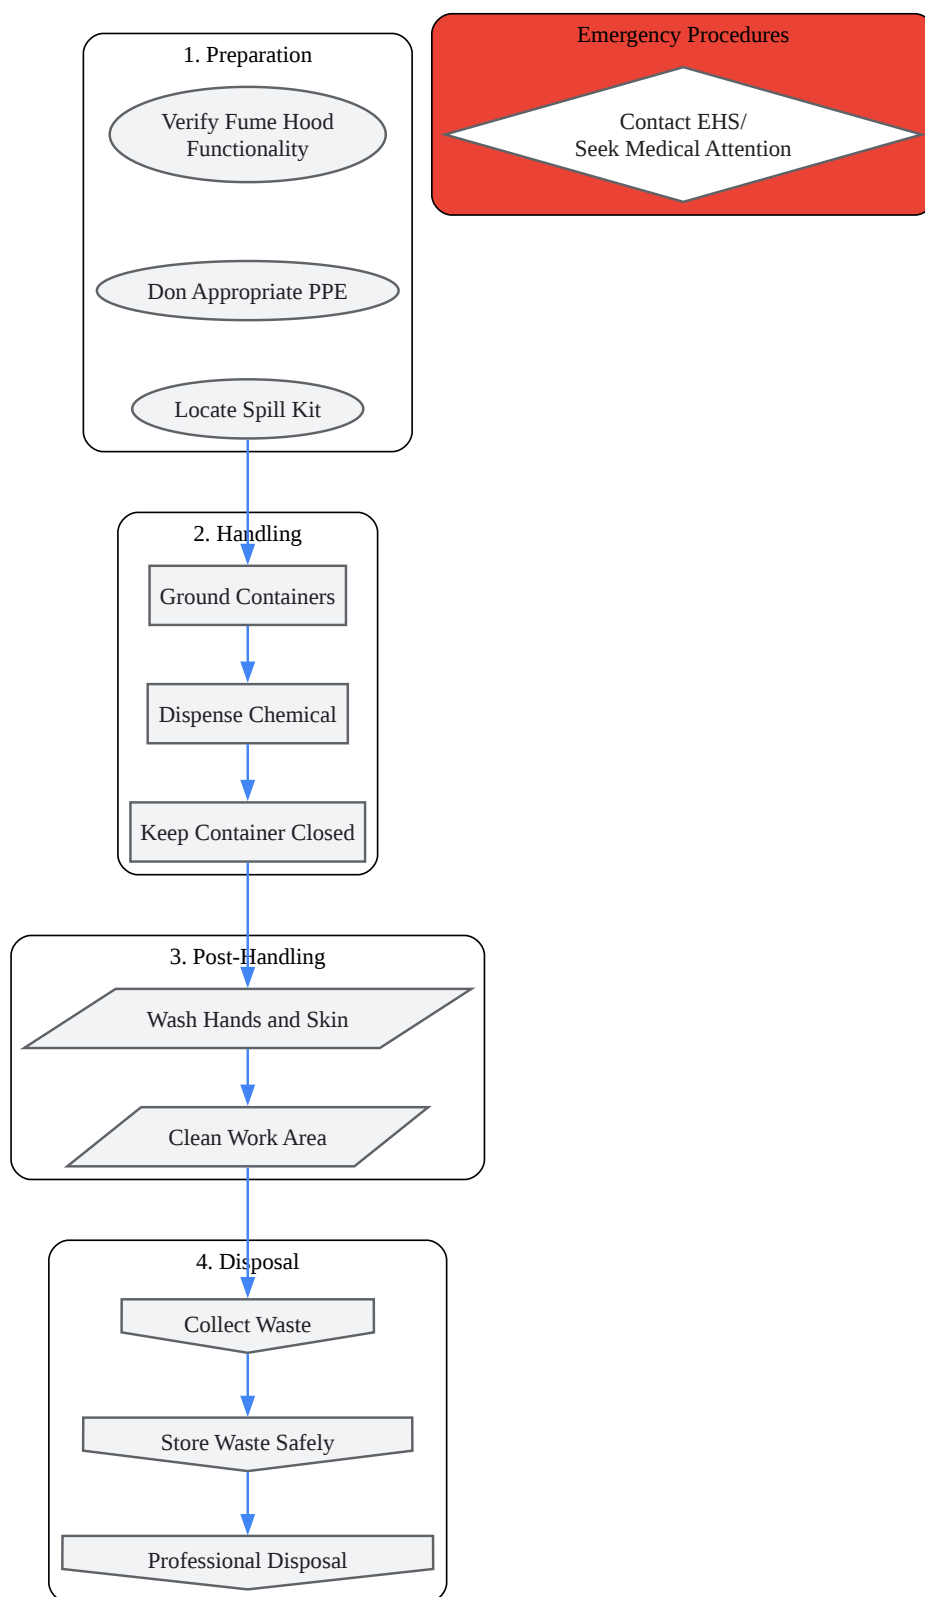 1. Preparation
Verify Fume Hood
Functionality
Don Appropriate PPE
Locate Spill Kit
Emergency Procedures
Contact EHS/
Seek Medical Attention
2. Handling
Ground Containers
Dispense Chemical
Keep Container Closed
3. Post-Handling
Wash Hands and Skin
Clean Work Area
4. Disposal
Collect Waste
Store Waste Safely
Professional Disposal